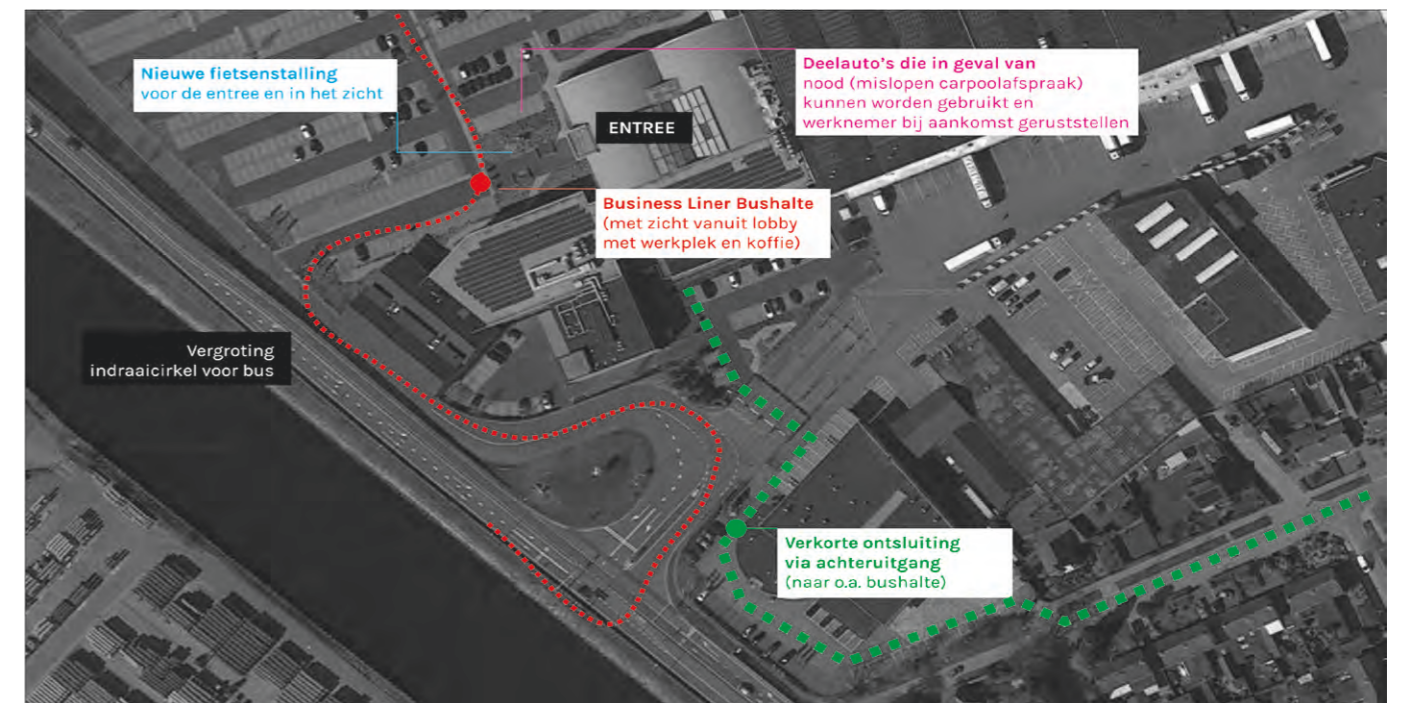 Nieuwe fietsenstalling
voor de entree en in het zicht
Deelauto's die in geval van
nood (mislopen carpoolafspraak)
kunnen worden gebruikt en
werknemer bij aankomst geruststellen
ENTREE
Business Liner Bushalte
(met zicht vanuit lobby
met werkplek en koffie)
Vergroting
indraaicirkel voor bus
Verkorte ontsluiting
via achteruitgang
(naar o.a. bushalte)